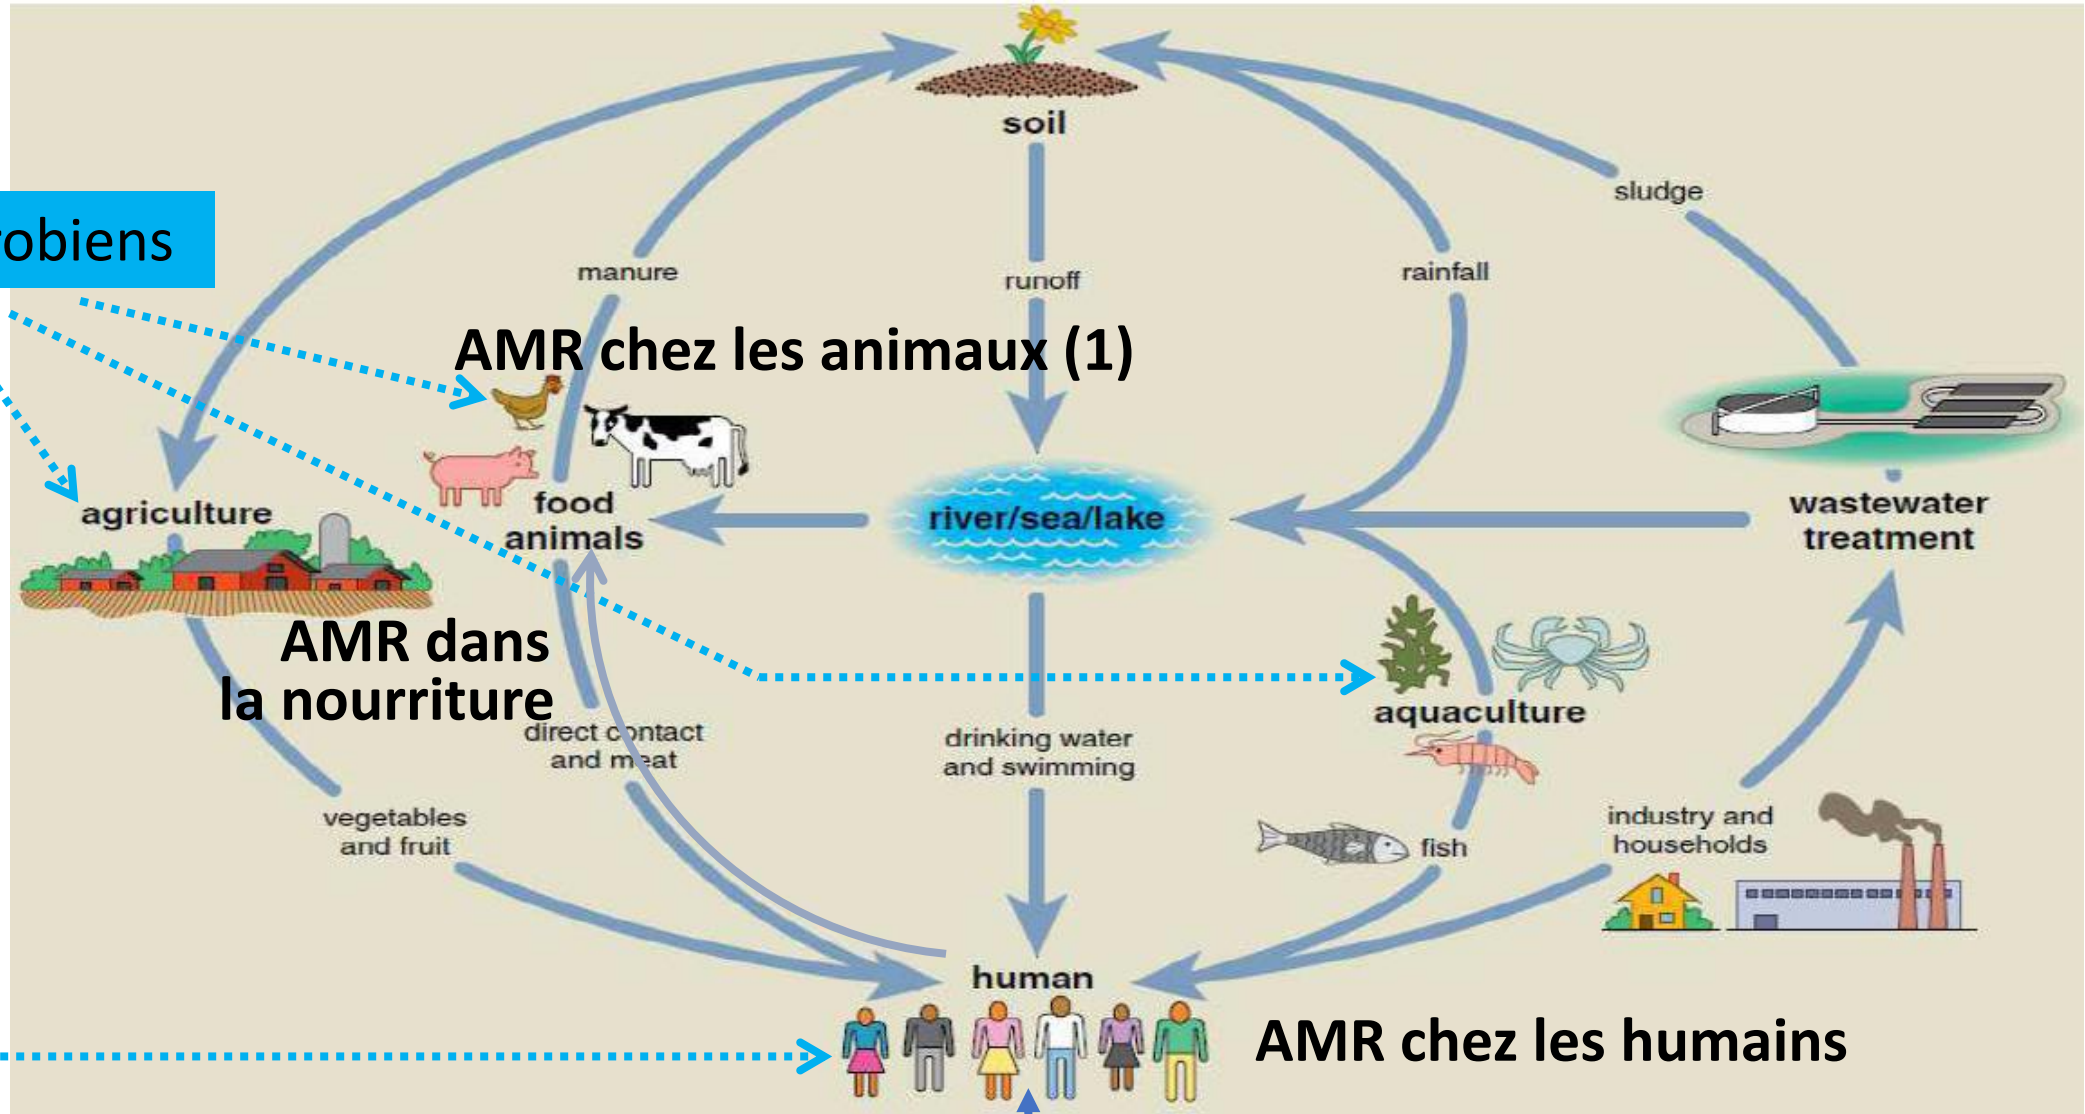 soil
sludge
robiens
manure
runoff
rainfall
AMR chez les animaux (1)
agriculture
food
animals
river/sea/lake
wastewater
treatment
AMR dans
la nourriture
aquaculture
direct contact
and meat
drinking water
and swimming
vegetables
and fruit
fish
industry and
households
human
AMR chez les humains